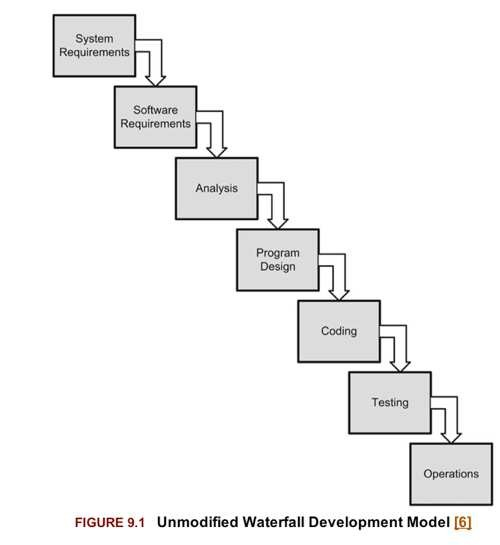 System
Requirements
Software
Requirements
Analysis
Program
Design
Coding
Testing
Operations
FIGURE 9.1 Unmodified Waterfall Development Model [6]